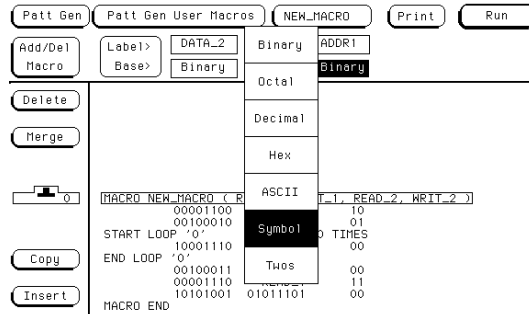 Patt Gen Patt Gen User Macros NEW_MACRO Print Run
Add/Del Macro
Label> DATA_2 ADDR1
Base> Binary Binary
Binary
Octal
Decimal
Hex
ASCII
Symbol
Twos
Delete
Merge
0
Copy
Insert
MACRO NEW_MACRO ( R T_1, READ_2, WRIT_2 )
00001100 10
00100010 01
START LOOP '0' TIMES
10001110 00
END LOOP '0'
00100011 00
00001110 11
10101001 01011101 00
MACRO END